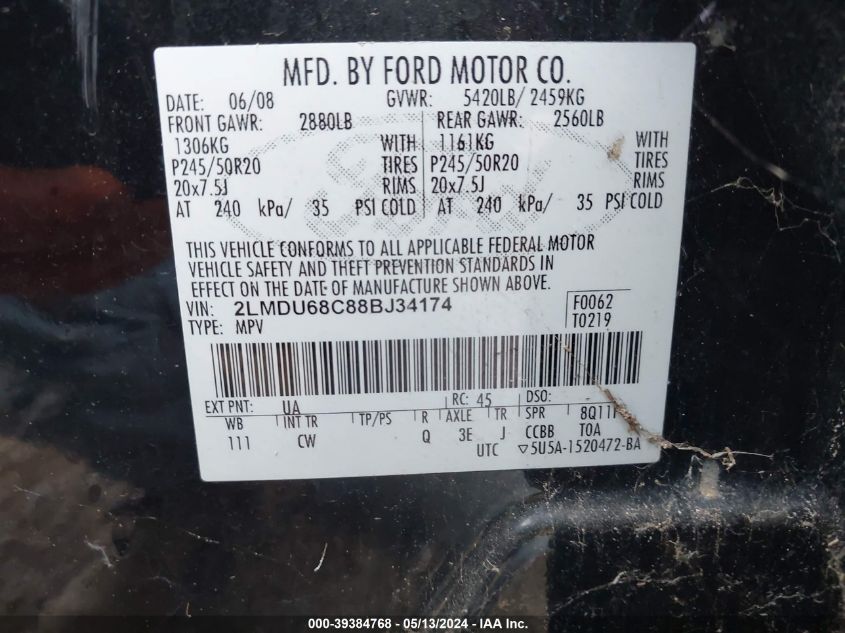 MFD. BY FORD MOTOR CO.
DATE: 06/08 GVWR: 5420LB/ 2459KG
FRONT GAWR: 2880LB REAR GAWR: 2560LB
1306KG WITH 1161KG WITH
P245/50R20 TIRES P245/50R20 TIRES
20x7.5J RIMS 20x7.5J RIMS
AT 240 kPa/ 35 PSI COLD AT 240 kPa/ 35 PSI COLD
THIS VEHICLE CONFORMS TO ALL APPLICABLE FEDERAL MOTOR
VEHICLE SAFETY AND THEFT PREVENTION STANDARDS IN
EFFECT ON THE DATE OF MANUFACTURE SHOWN ABOVE.
VIN: 2LMDU68C88BJ34174 F0062
TYPE: MPV T0219
EXT PNT: UA RC: 45 DSO:
WB INT TR TP/PS R AXLE TR SPR 8Q11
111 CW Q 3E J CCBB TOA
UTC ▽5U5A-1520472-BA
000-39384768 - 05/13/2024 - IAA Inc.